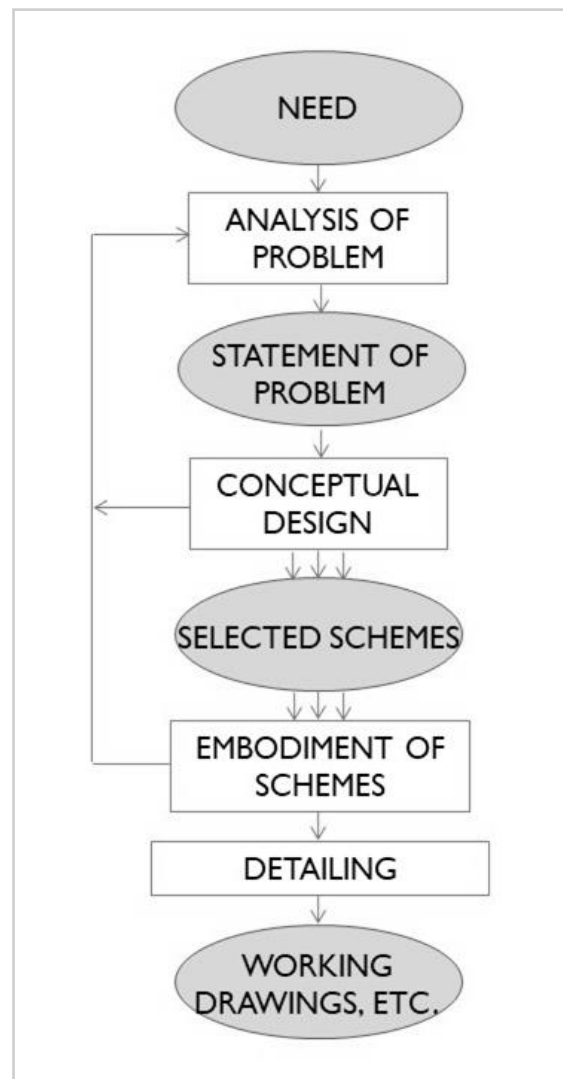 NEED
ANALYSIS OF
PROBLEM
STATEMENT OF
PROBLEM
CONCEPTUAL
DESIGN
SELECTED SCHEMES
EMBODIMENT OF
SCHEMES
DETAILING
WORKING
DRAWINGS, ETC.